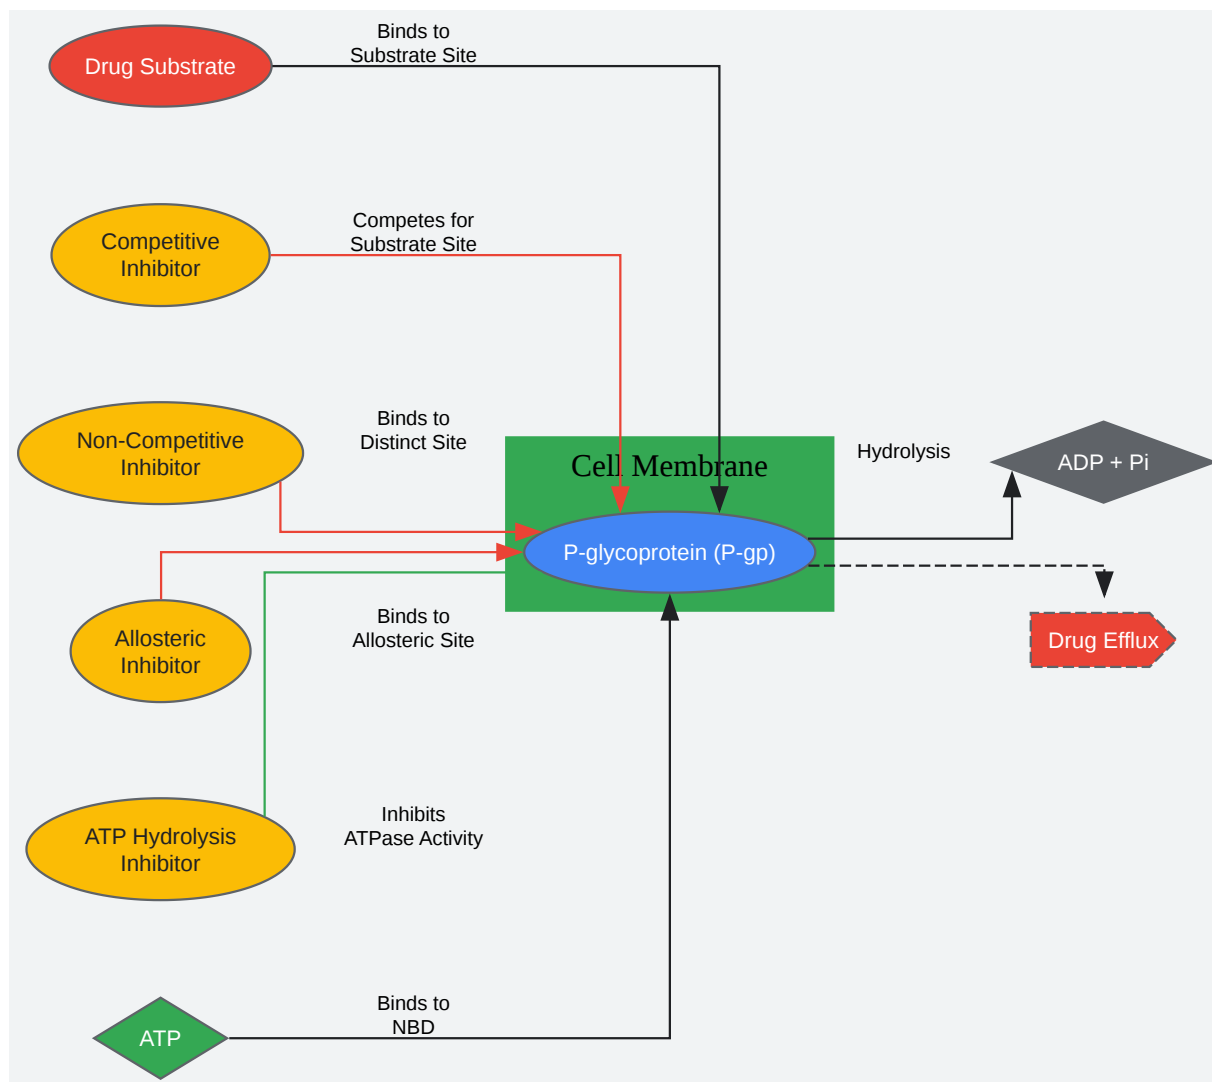 Binds to
Substrate Site
Drug Substrate
Competes for
Substrate Site
Competitive
Inhibitor
Binds to
Distinct Site
Non-Competitive
Inhibitor
Cell Membrane
Hydrolysis
ADP + Pi
P-glycoprotein (P-gp)
Binds to
Allosteric Site
Allosteric
Inhibitor
Drug Efflux
Inhibits
ATPase Activity
ATP Hydrolysis
Inhibitor
Binds to
NBD
ATP